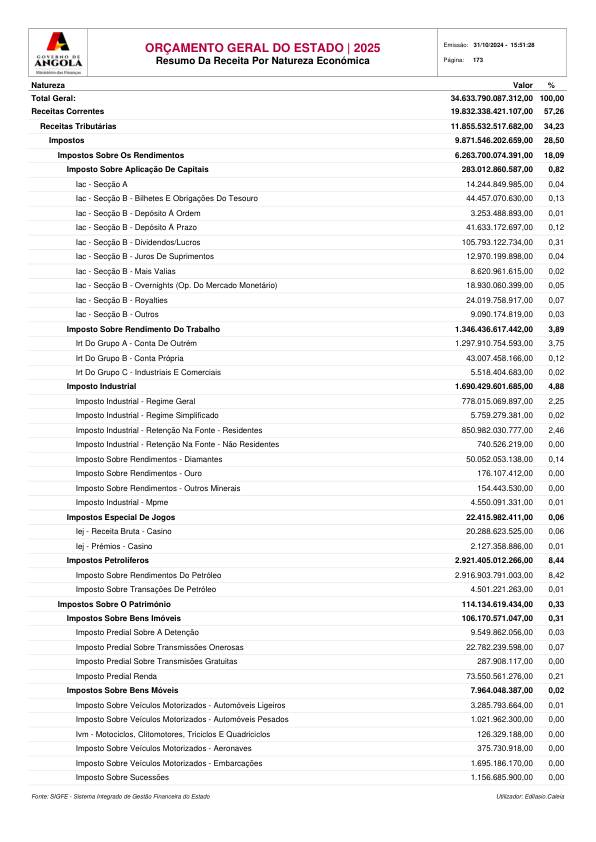 GOVERNO DE
ANGOLA
Ministério das Finanças
ORÇAMENTO GERAL DO ESTADO | 2025
Resumo Da Receita Por Natureza Económica
Emissão: 31/10/2024 - 15:51:28
Página: 173
Natureza Valor %
Total Geral: 34.633.790.087.312,00 100,00
Receitas Correntes 19.832.338.421.107,00 57,26
Receitas Tributárias 11.855.532.517.682,00 34,23
Impostos 9.871.546.202.659,00 28,50
Impostos Sobre Os Rendimentos 6.263.700.074.391,00 18,09
Imposto Sobre Aplicação De Capitais 283.012.860.587,00 0,82
Iac - Secção A 14.244.849.985,00 0,04
Iac - Secção B - Bilhetes E Obrigações Do Tesouro 44.457.070.630,00 0,13
Iac - Secção B - Depósito À Ordem 3.253.488.893,00 0,01
Iac - Secção B - Depósito À Prazo 41.633.172.697,00 0,12
Iac - Secção B - Dividendos/Lucros 105.793.122.734,00 0,31
Iac - Secção B - Juros De Suprimentos 12.970.199.898,00 0,04
Iac - Secção B - Mais Valias 8.620.961.615,00 0,02
Iac - Secção B - Overnights (Op. Do Mercado Monetário) 18.930.060.399,00 0,05
Iac - Secção B - Royalties 24.019.758.917,00 0,07
Iac - Secção B - Outros 9.090.174.819,00 0,03
Imposto Sobre Rendimento Do Trabalho 1.346.436.617.442,00 3,89
Irt Do Grupo A - Conta De Outrém 1.297.910.754.593,00 3,75
Irt Do Grupo B - Conta Própria 43.007.458.166,00 0,12
Irt Do Grupo C - Industriais E Comerciais 5.518.404.683,00 0,02
Imposto Industrial 1.690.429.601.685,00 4,88
Imposto Industrial - Regime Geral 778.015.069.897,00 2,25
Imposto Industrial - Regime Simplificado 5.759.279.381,00 0,02
Imposto Industrial - Retenção Na Fonte - Residentes 850.982.030.777,00 2,46
Imposto Industrial - Retenção Na Fonte - Não Residentes 740.526.219,00 0,00
Imposto Sobre Rendimentos - Diamantes 50.052.053.138,00 0,14
Imposto Sobre Rendimentos - Ouro 176.107.412,00 0,00
Imposto Sobre Rendimentos - Outros Minerais 154.443.530,00 0,00
Imposto Industrial - Mpme 4.550.091.331,00 0,01
Impostos Especial De Jogos 22.415.982.411,00 0,06
Iej - Receita Bruta - Casino 20.288.623.525,00 0,06
Iej - Prémios - Casino 2.127.358.886,00 0,01
Impostos Petrolíferos 2.921.405.012.266,00 8,44
Imposto Sobre Rendimentos Do Petróleo 2.916.903.791.003,00 8,42
Imposto Sobre Transações De Petróleo 4.501.221.263,00 0,01
Impostos Sobre O Património 114.134.619.434,00 0,33
Impostos Sobre Bens Imóveis 106.170.571.047,00 0,31
Imposto Predial Sobre A Detenção 9.549.862.056,00 0,03
Imposto Predial Sobre Transmissões Onerosas 22.782.239.598,00 0,07
Imposto Predial Sobre Transmisões Gratuitas 287.908.117,00 0,00
Imposto Predial Renda 73.550.561.276,00 0,21
Impostos Sobre Bens Móveis 7.964.048.387,00 0,02
Imposto Sobre Veículos Motorizados - Automóveis Ligeiros 3.285.793.664,00 0,01
Imposto Sobre Veículos Motorizados - Automóveis Pesados 1.021.962.300,00 0,00
Ivm - Motociclos, Clitomotores, Triciclos E Quadriciclos 126.329.188,00 0,00
Imposto Sobre Veículos Motorizados - Aeronaves 375.730.918,00 0,00
Imposto Sobre Veículos Motorizados - Embarcações 1.695.186.170,00 0,00
Imposto Sobre Sucessões 1.156.685.900,00 0,00
Fonte: SIGFE - Sistema Integrado de Gestão Financeira do Estado Utilizador: Edilasio.Caleia